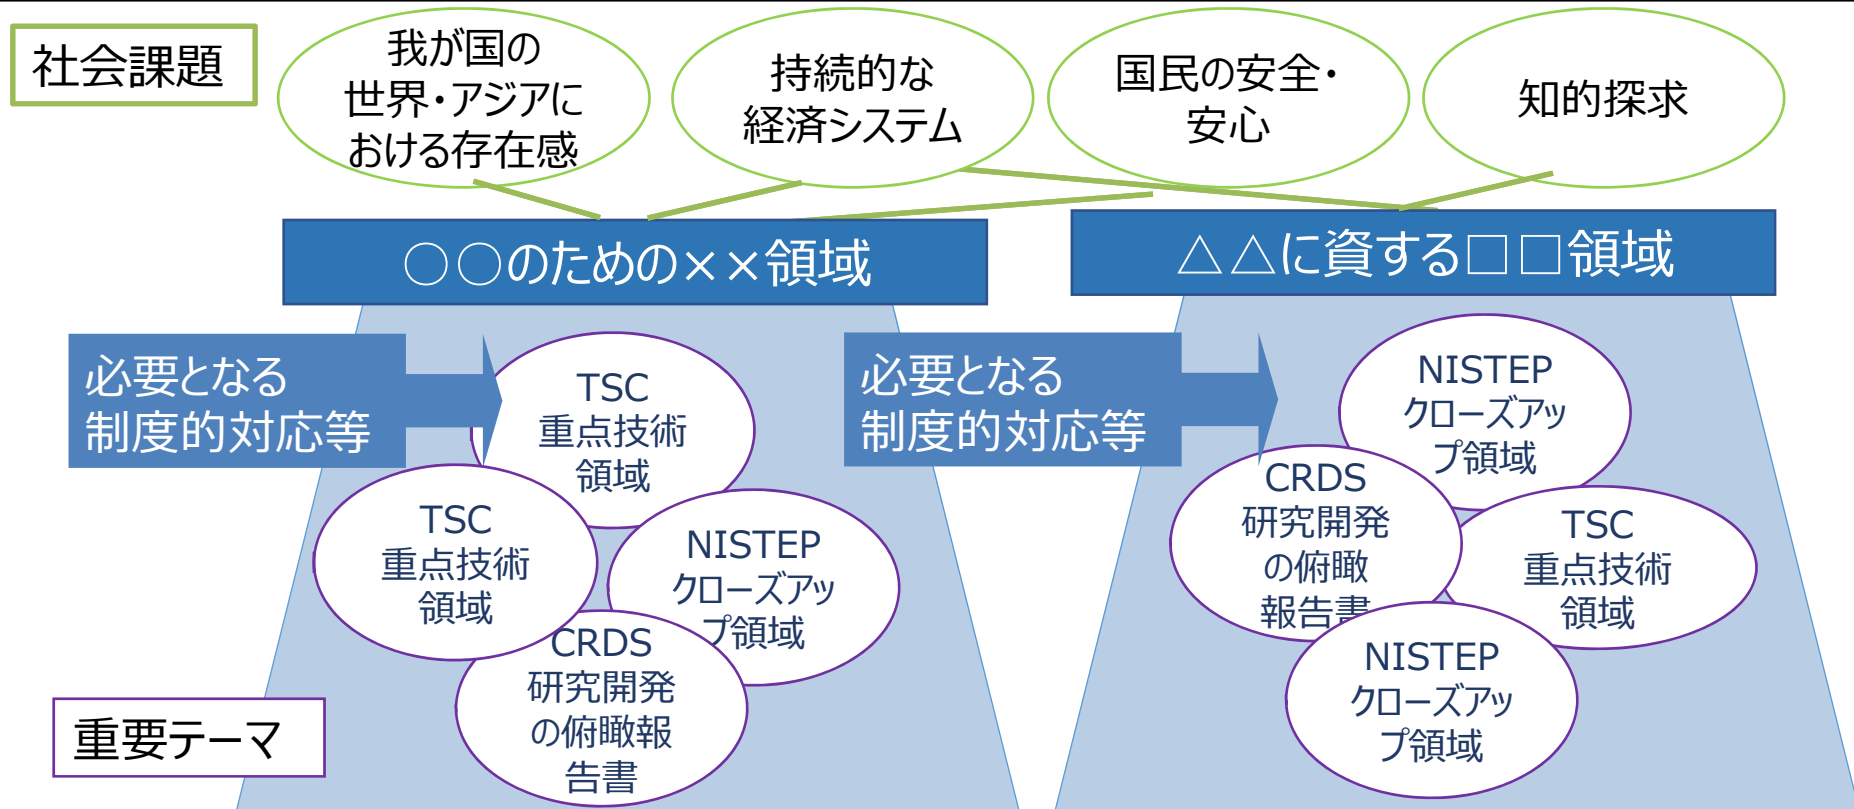 社会課題
我が国の
世界・アジアに
おける存在感
持続的な
経済システム
国民の安全・
安心
知的探求
○○のための××領域
△△に資する□□領域
必要となる
制度的対応等
TSC
重点技術
領域
TSC
重点技術
領域
NISTEP
クローズアッ
プ領域
CRDS
研究開発
の俯瞰報
告書
必要となる
制度的対応等
NISTEP
クローズアッ
プ領域
CRDS
研究開発
の俯瞰
報告書
TSC
重点技術
領域
NISTEP
クローズアッ
プ領域
重要テーマ